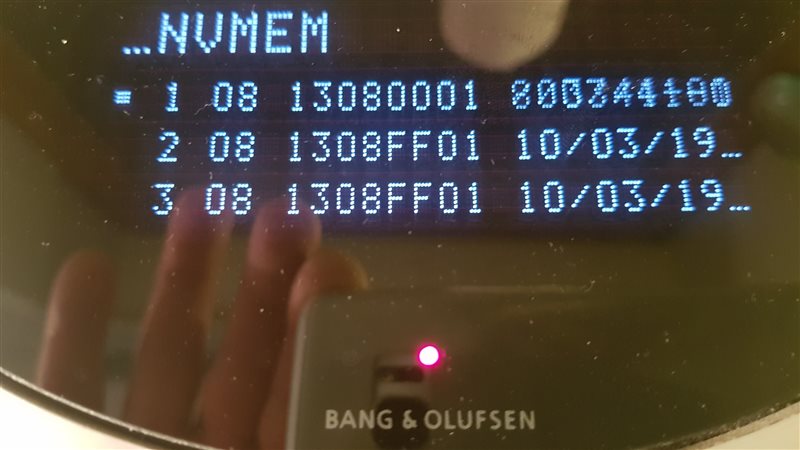 …NVMEM
= 1 08 13080001
2 08 1308FF01 10/03/19…
3 08 1308FF01 10/03/19…
BANG & OLUFSEN